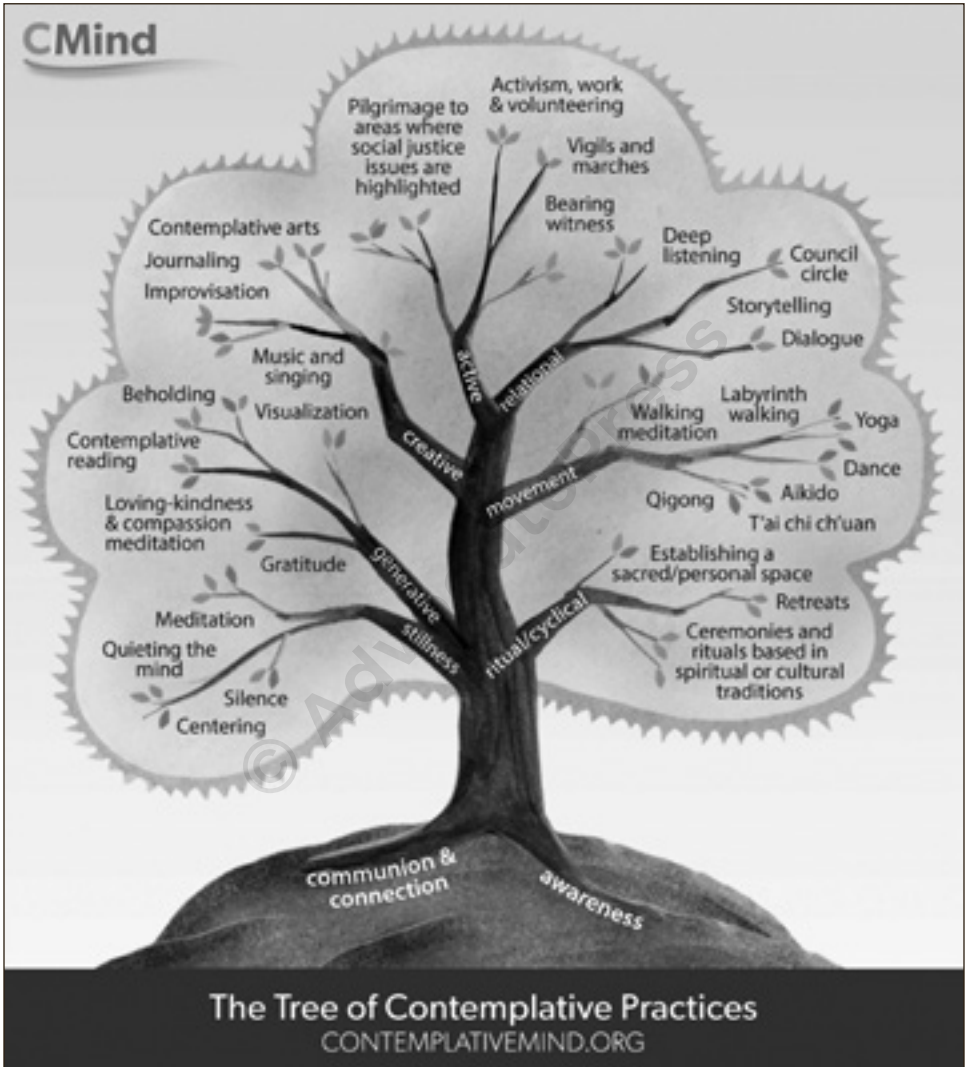 CMind
Activism, work
& volunteering
Pilgrimage to
areas where
social justice
issues are
highlighted
Vigils and
marches
Bearing
witness
Contemplative arts
Journaling
Improvisation
Music and
singing
Deep
listening
Council
circle
Storytelling
Dialogue
active
relational
creative
movement
Beholding
Visualization
Contemplative
reading
Loving-kindness
& compassion
meditation
Gratitude
generative
Walking
meditation
Labyrinth
walking
Yoga
Dance
Aikido
Qigong
T'ai chi ch'uan
Meditation
Quieting the
mind
Silence
Centering
stillness
ritual/cyclical
Establishing a
sacred/personal space
Retreats
Ceremonies and
rituals based in
spiritual or cultural
traditions
communion &
connection
awareness
The Tree of Contemplative Practices
CONTEMPLATIVEMIND.ORG